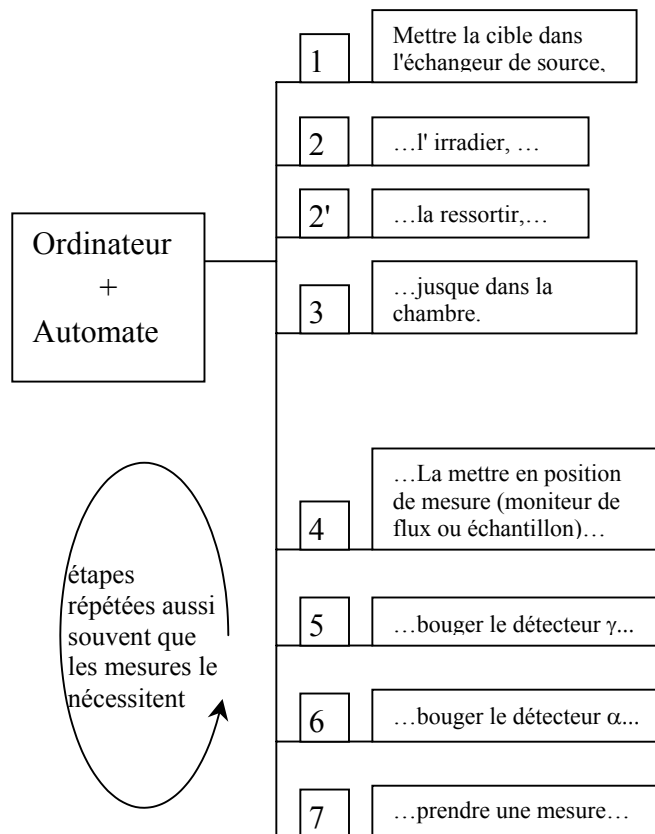 1
Mettre la cible dans
l'échangeur de source,
2
…l' irradier, …
2'
…la ressortir,…
Ordinateur
+
Automate
3
…jusque dans la
chambre.
4
…La mettre en position
de mesure (moniteur de
flux ou échantillon)…
étapes
répétées aussi
souvent que
les mesures le
nécessitent
5
…bouger le détecteur γ...
6
…bouger le détecteur α...
7
…prendre une mesure…